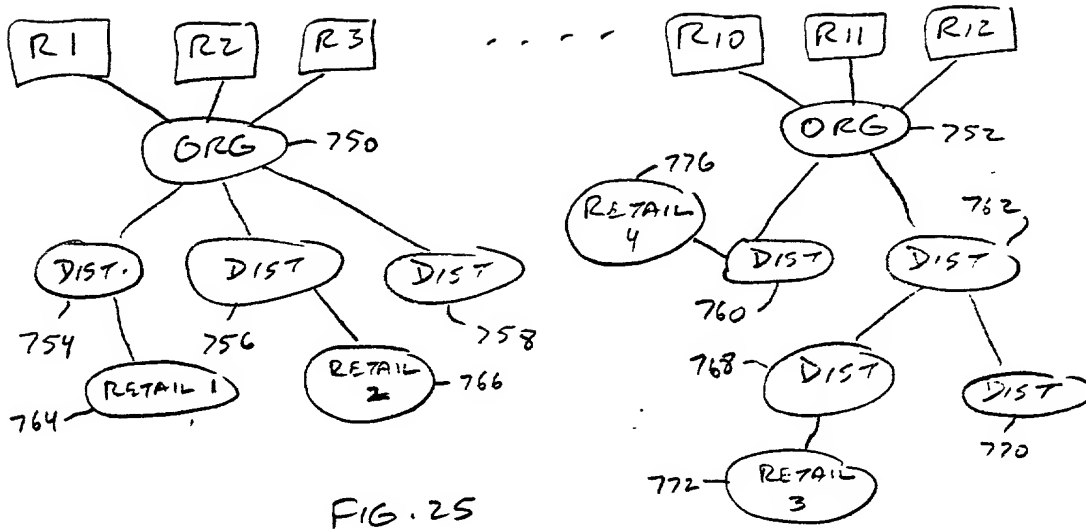 R1 R2 R3 . . . . R10 R11 R12
ORG 750 ORG 752
776
RETAIL 4
762
DIST. DIST DIST DIST DIST
754 756 758 760
768 DIST DIST
770
RETAIL 1 RETAIL 2 766
764
772 RETAIL 3
FIG. 25